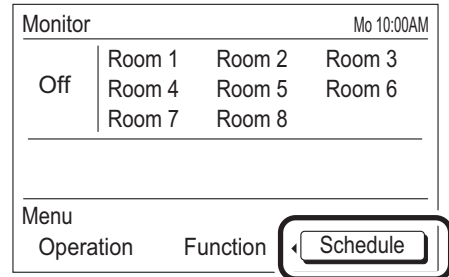 Monitor Mo 10:00AM
Off Room 1 Room 2 Room 3
Room 4 Room 5 Room 6
Room 7 Room 8
Menu
Operation Function Schedule